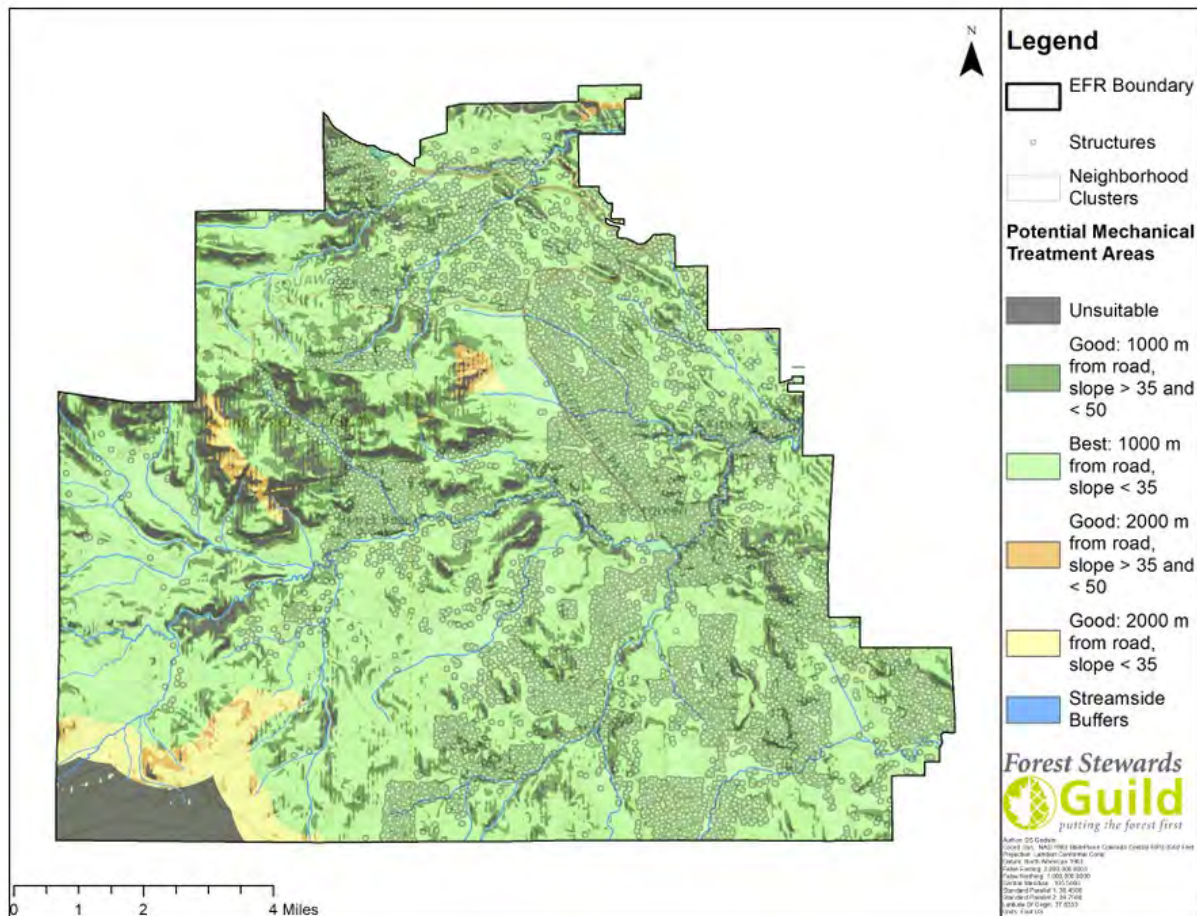 N
Legend
EFR Boundary
Structures
Neighborhood
Clusters
Potential Mechanical
Treatment Areas
Unsuitable
Good: 1000 m
from road,
slope > 35 and
< 50
Best: 1000 m
from road,
slope < 35
Good: 2000 m
from road,
slope > 35 and
< 50
Good: 2000 m
from road,
slope < 35
Streamside
Buffers
Forest Stewards
Guild
putting the forest first
0 1 2 4 Miles